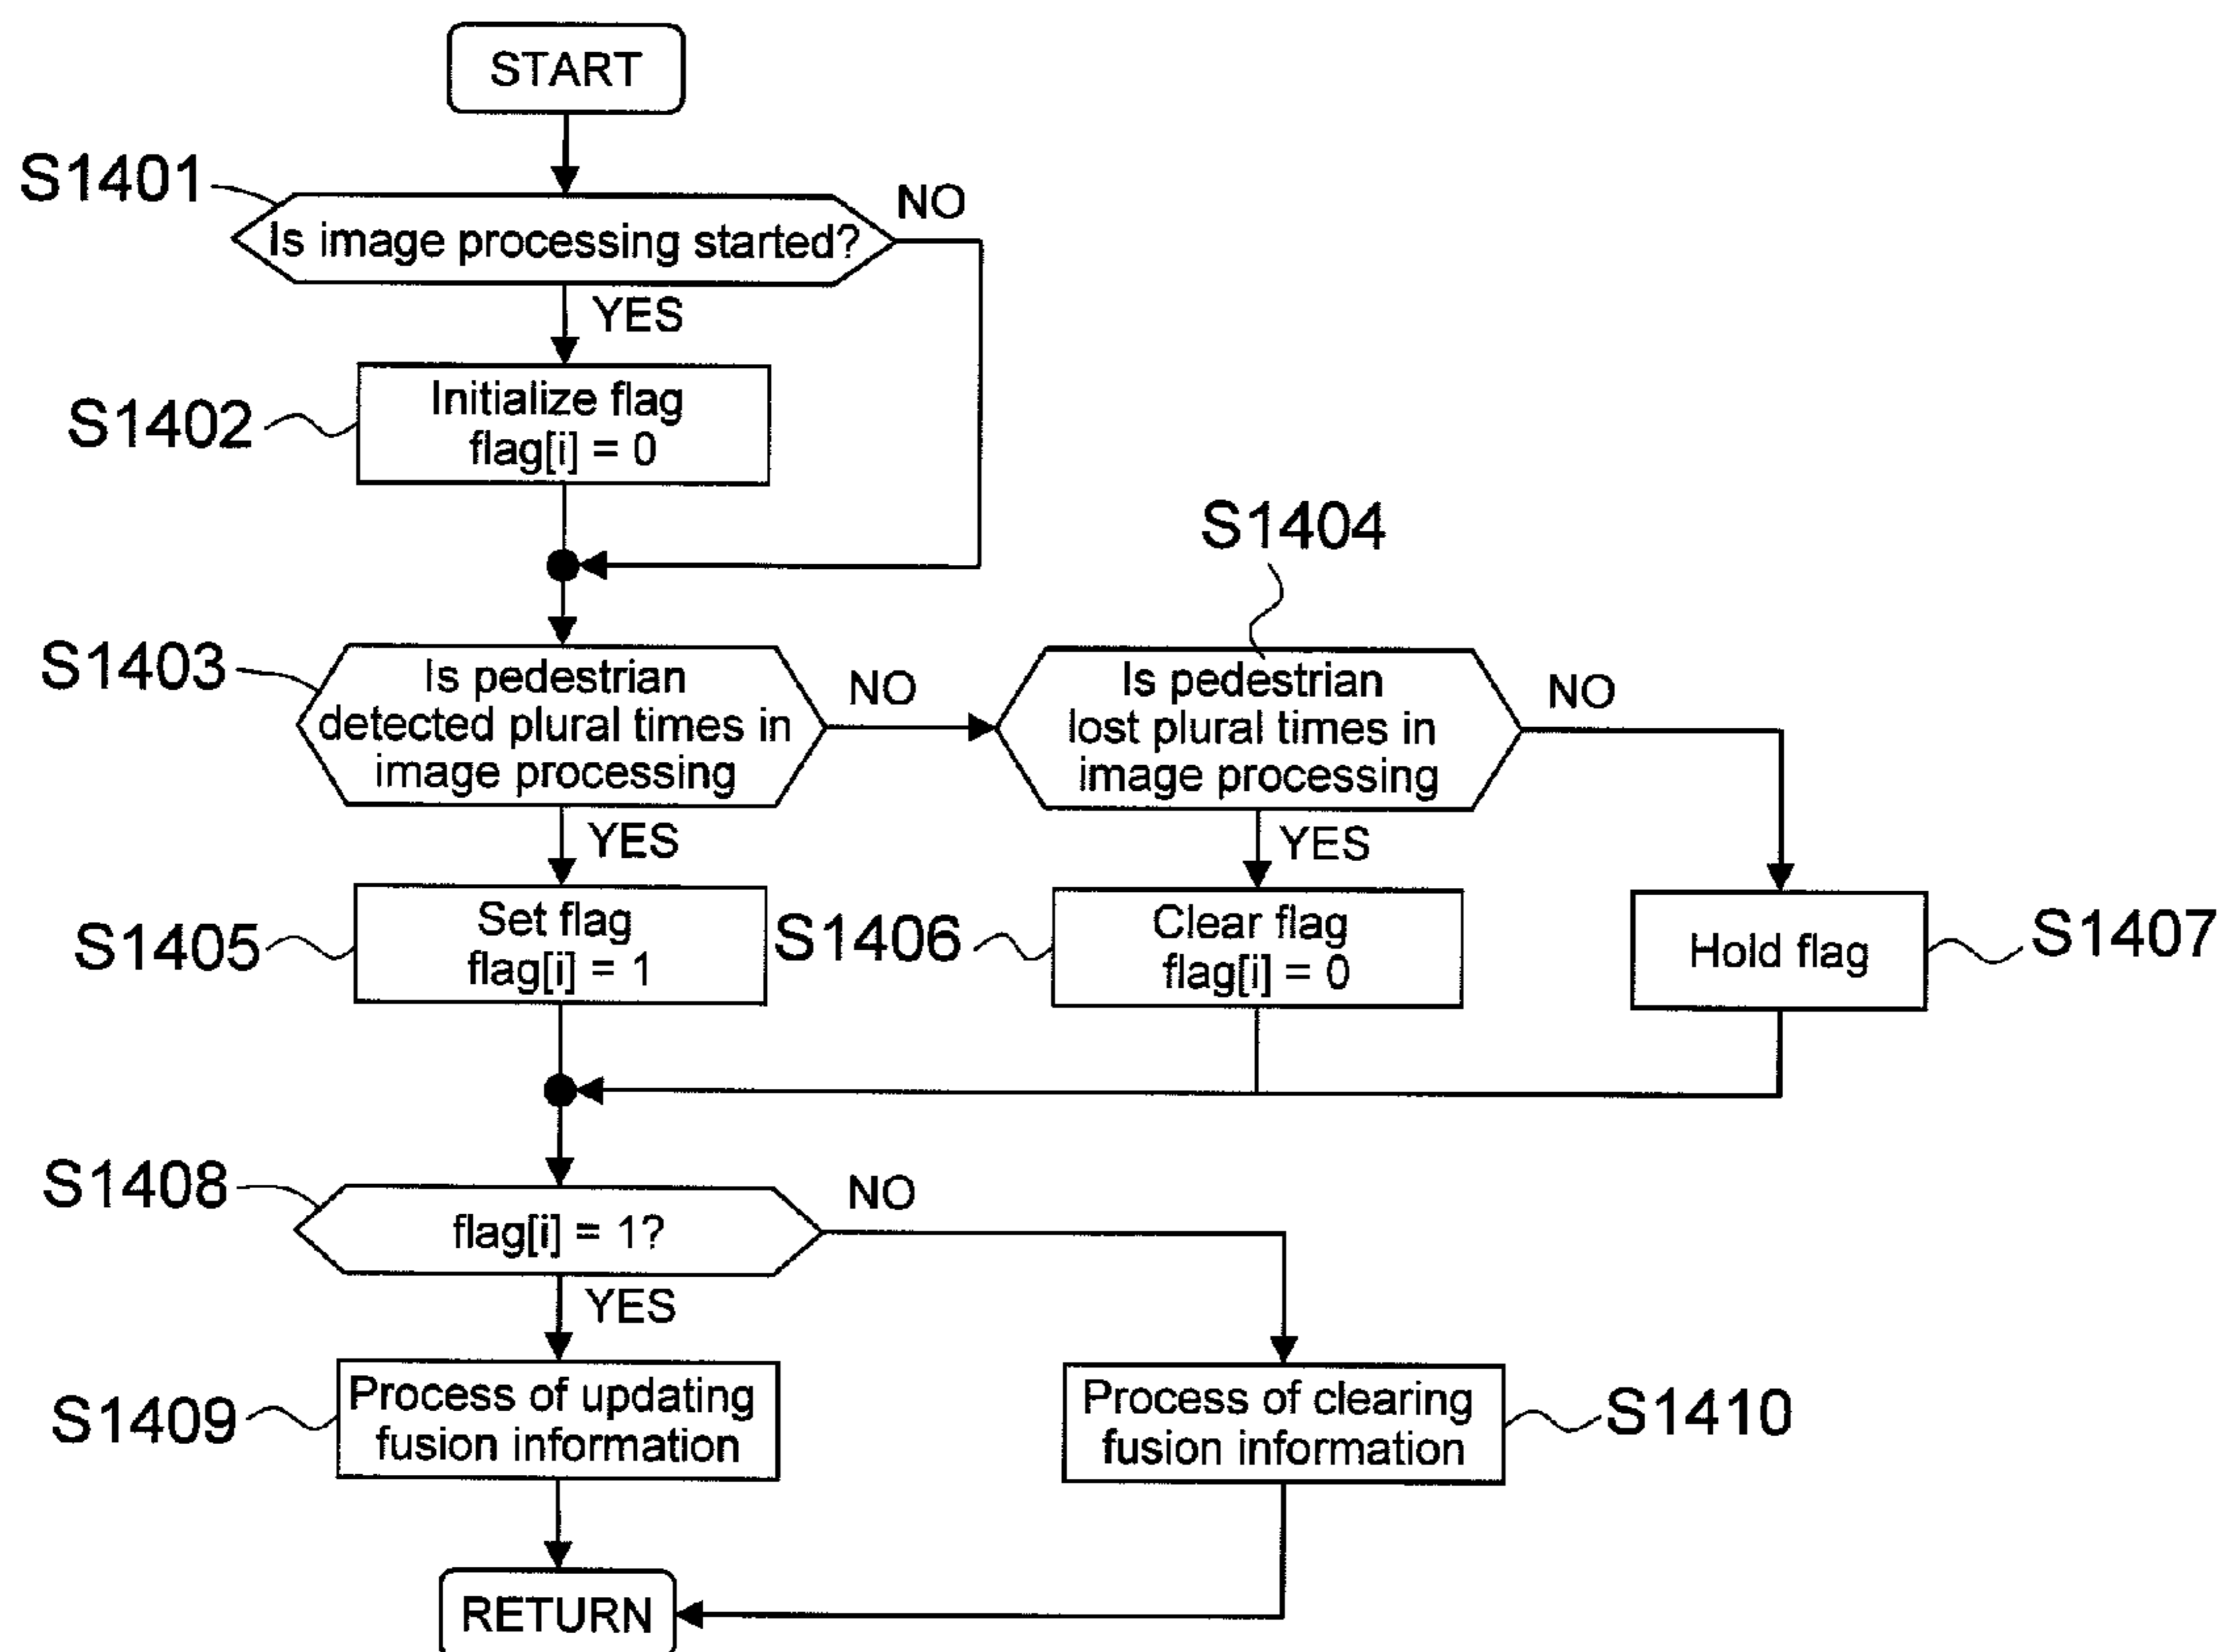 START
S1401
NO
Is image processing started?
YES
S1402
Initialize flag
flag[i] = 0
S1404
S1403
Is pedestrian
detected plural times in
image processing
NO
Is pedestrian
lost plural times in
image processing
NO
YES
YES
S1405
Set flag
flag[i] = 1
S1406
Clear flag
flag[i] = 0
Hold flag
S1407
S1408
flag[i] = 1?
NO
YES
S1409
Process of updating
fusion information
Process of clearing
fusion information
S1410
RETURN